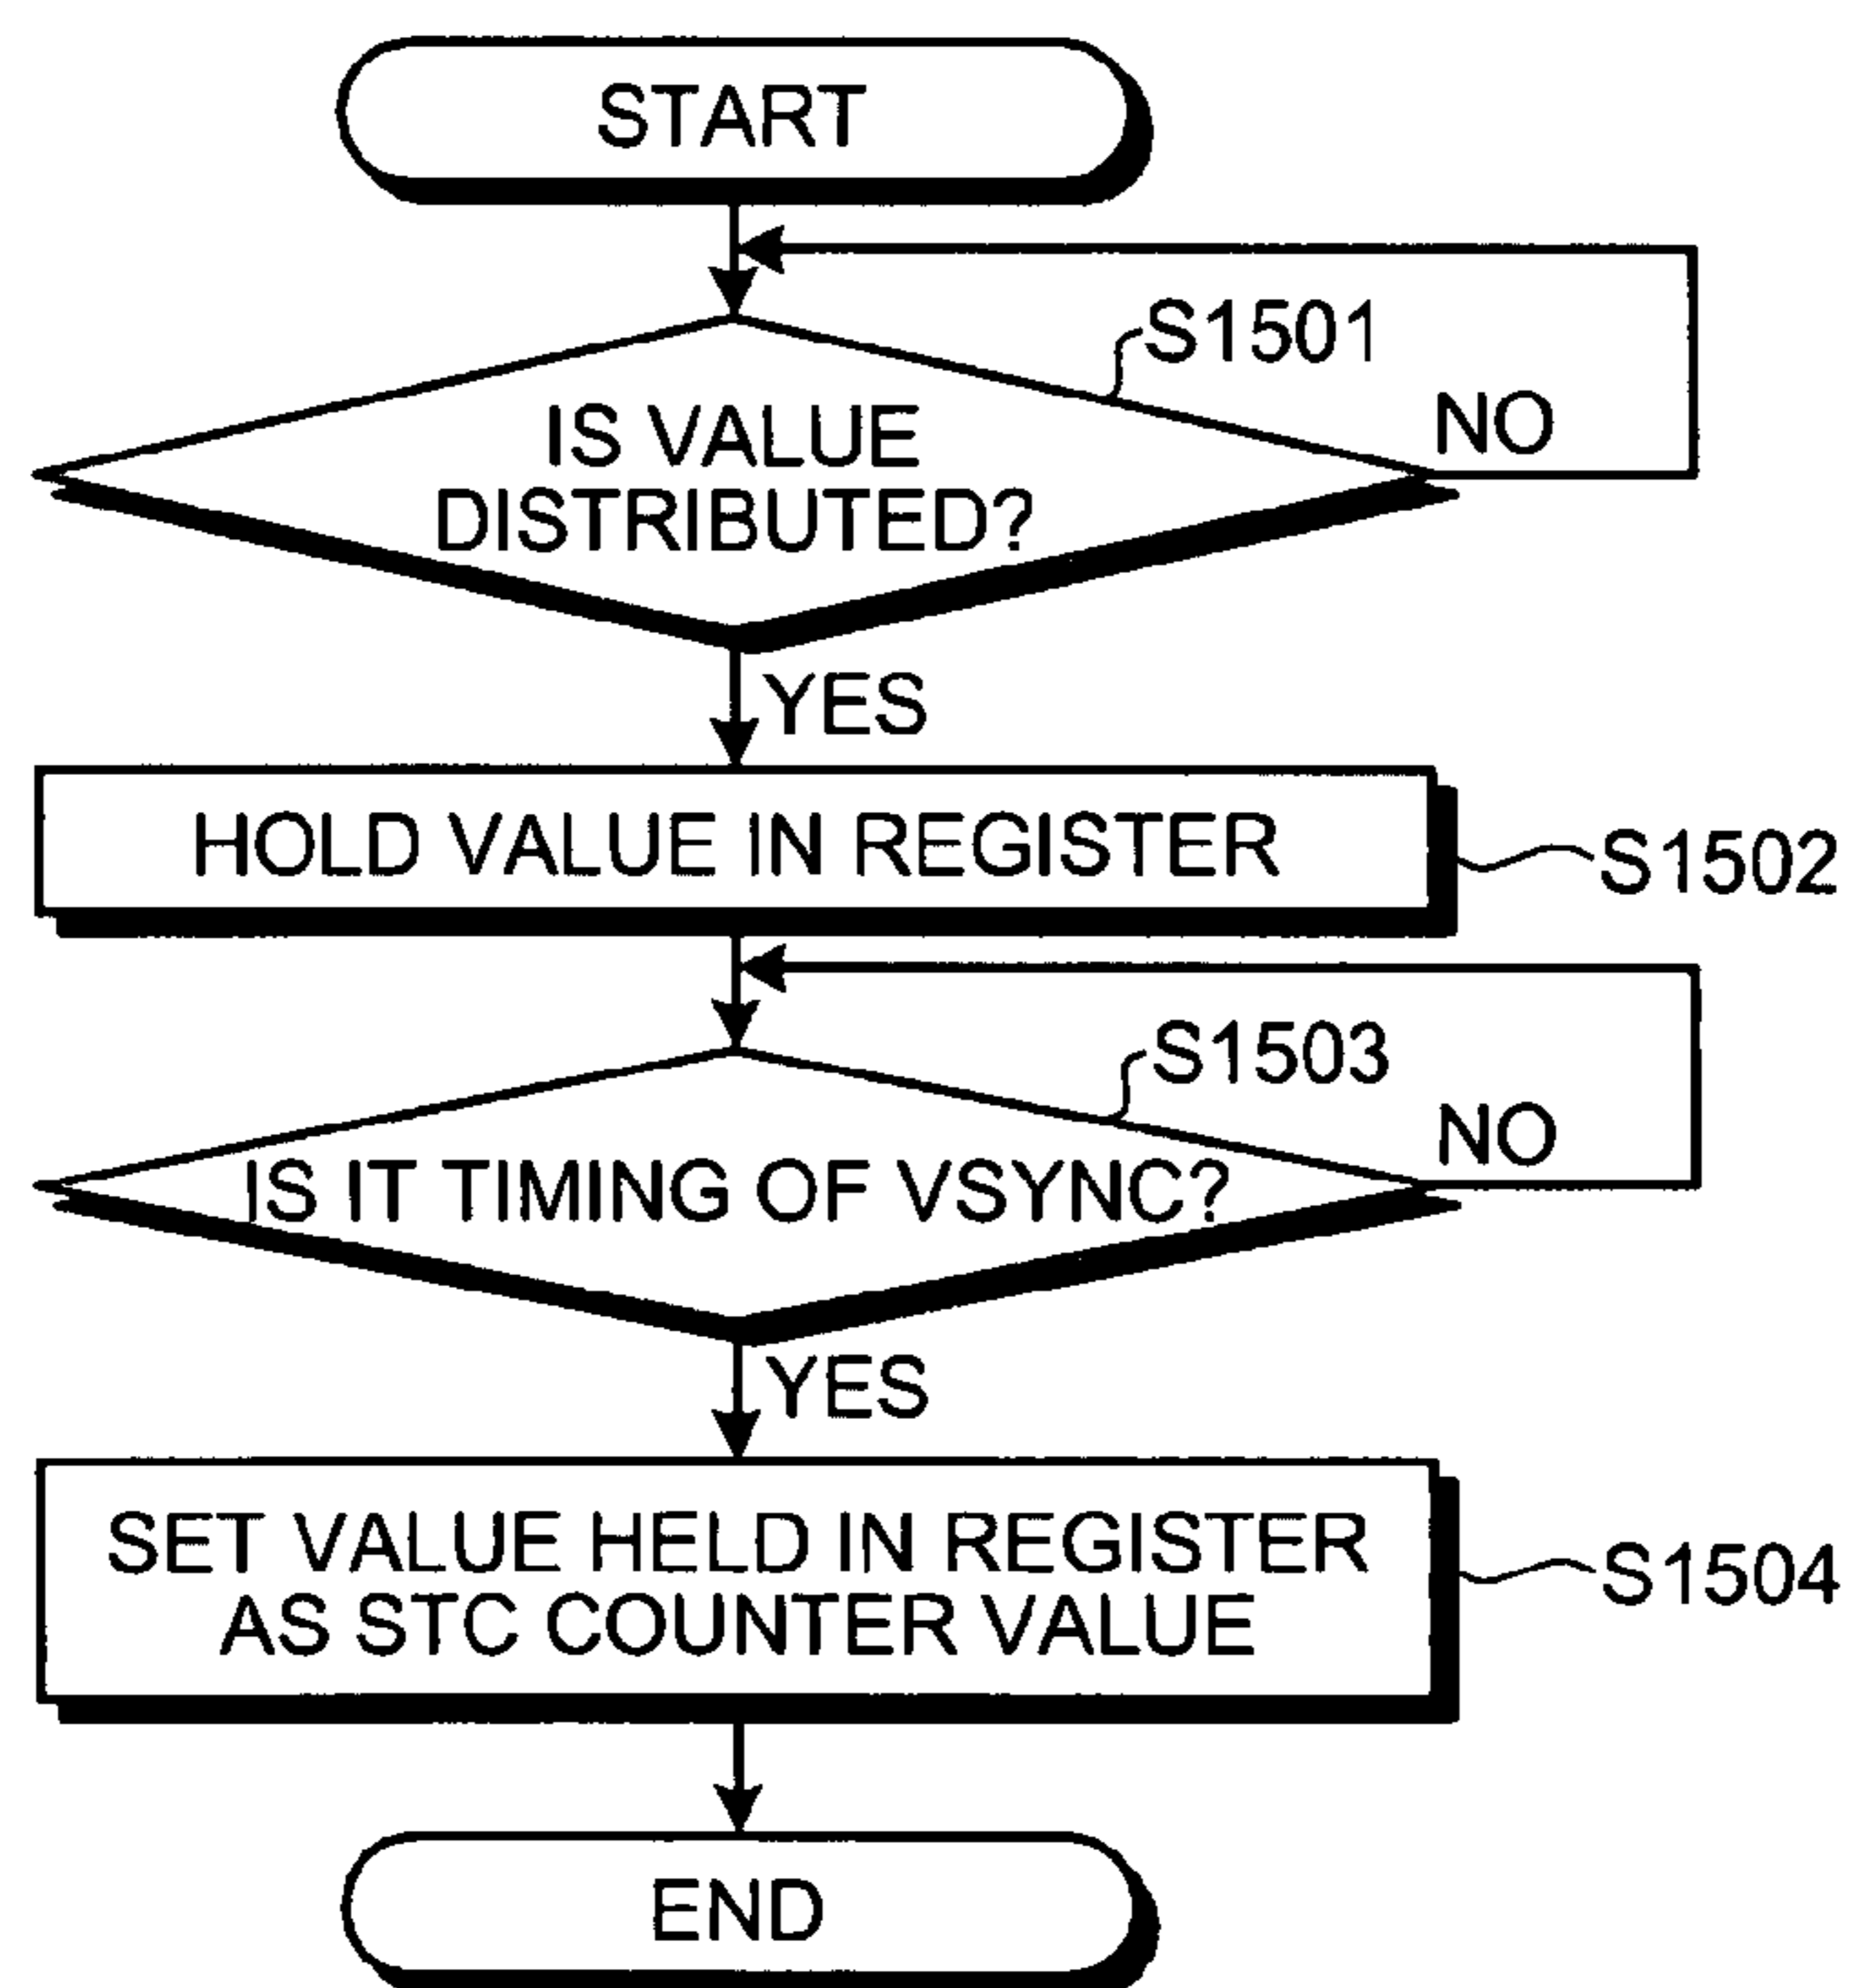 START
S1501
NO
IS VALUE
DISTRIBUTED?
YES
HOLD VALUE IN REGISTER
S1502
S1503
NO
IS IT TIMING OF VSYNC?
YES
SET VALUE HELD IN REGISTER
AS STC COUNTER VALUE
S1504
END